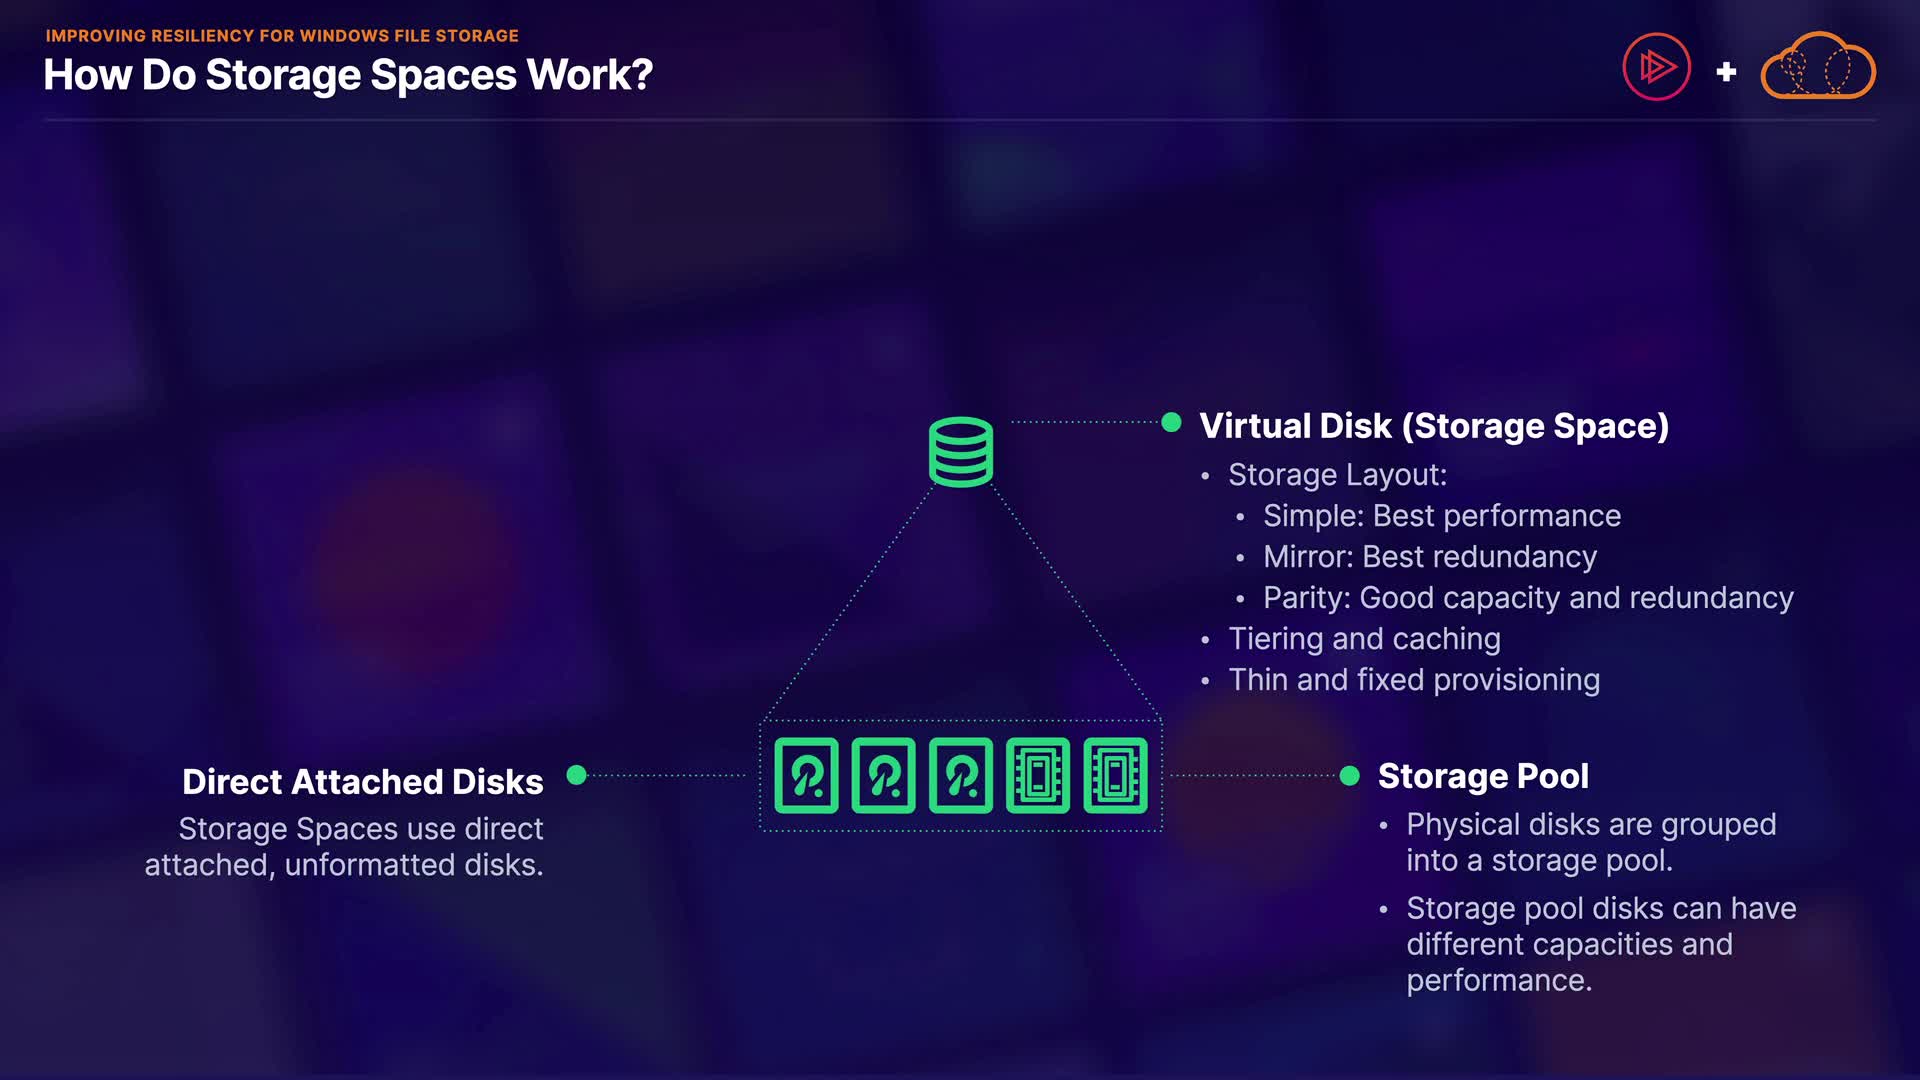 IMPROVING RESILIENCY FOR WINDOWS FILE STORAGE
How Do Storage Spaces Work?
+
Virtual Disk (Storage Space)
• Storage Layout:
• Simple: Best performance
• Mirror: Best redundancy
• Parity: Good capacity and redundancy
• Tiering and caching
• Thin and fixed provisioning
Direct Attached Disks
Storage Spaces use direct
attached, unformatted disks.
Storage Pool
• Physical disks are grouped
into a storage pool.
• Storage pool disks can have
different capacities and
performance.